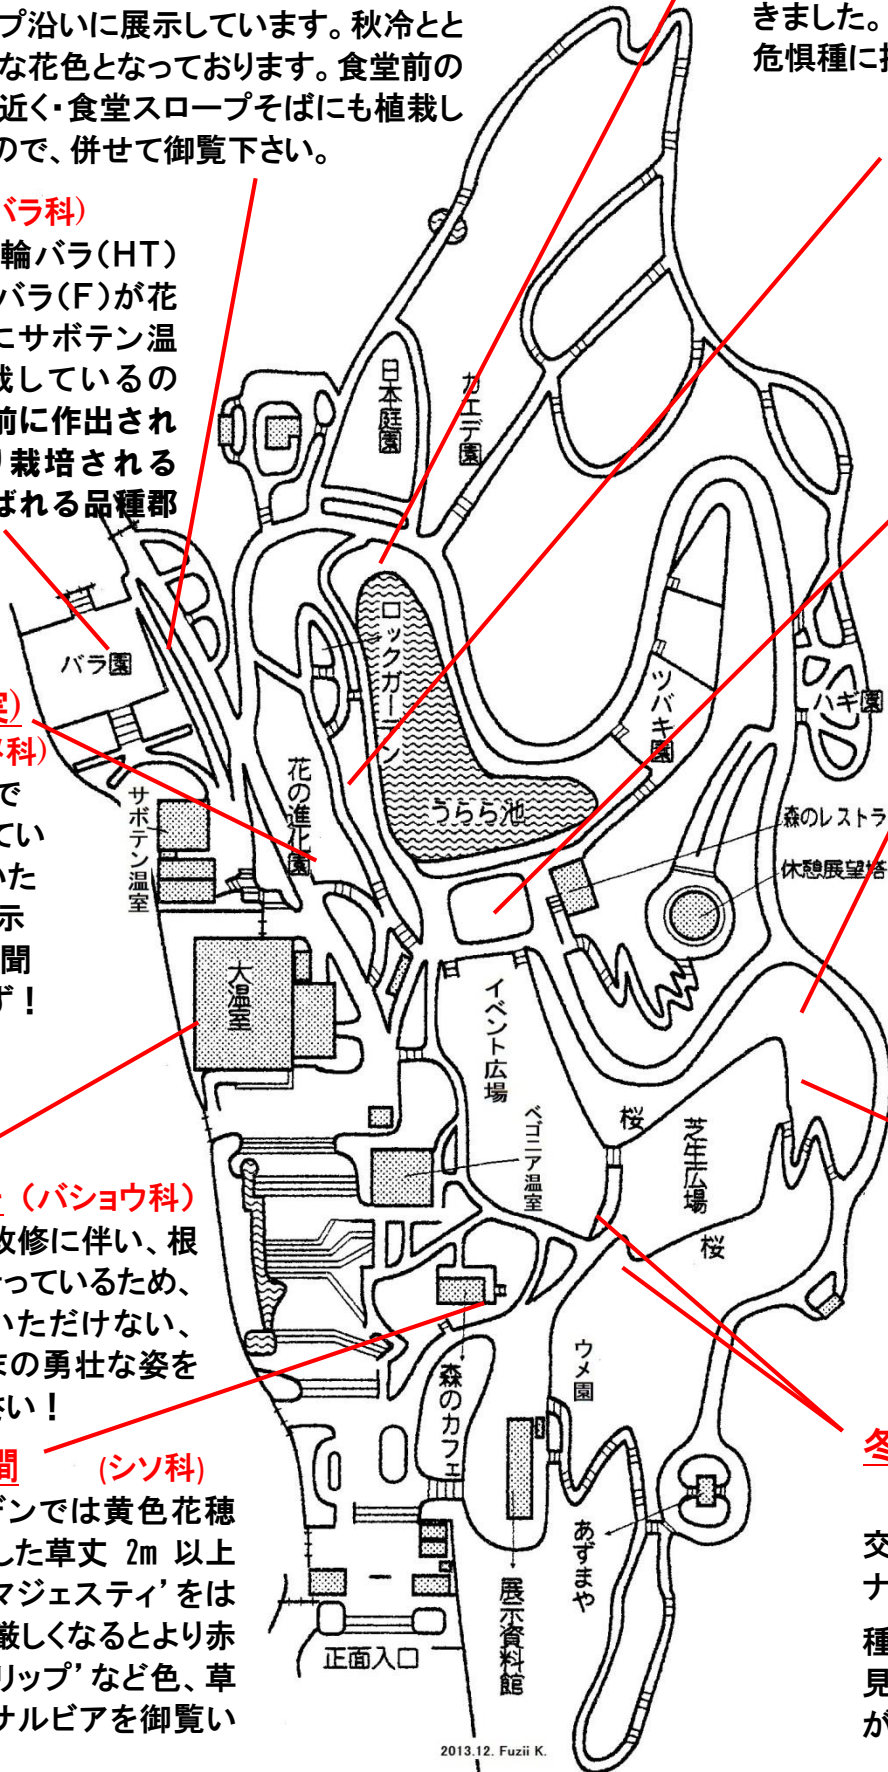 プ沿いに展示しています。秋冷とと
な花色となっております。食堂前の
近く・食堂スロープそばにも植栽し
ので、併せて御覧下さい。
きました。
危惧種に
バラ科)
輪バラ(HT)
バラ(F)が花
にサボテン温
栽しているの
前に作出され
り栽培される
ばれる品種郡
日本庭園
カエデ園
バラ園
ロックガーデン
ツバキ園
ハギ園
うらら池
花の進化園
サボテン温室
森のレストラ
休憩展望塔
実)
科)
で
てい
いた
示
聞
ず！
大温室
イベント広場
ベゴニア温室
桜
芝生広場
桜
(バショウ科)
改修に伴い、根
行っているため、
いただけない、
まの勇壮な姿を
さい！
間 (シソ科)
デンでは黄色花穂
した草丈 2m 以上
マジェスティ’をは
厳しくなるとより赤
リップ’など色、草
サルビアを御覧い
森のカフェ
ウメ園
あずまや
展示資料館
正面入口
冬
交
ナ
種
見
が
2013.12. Fuzii K.